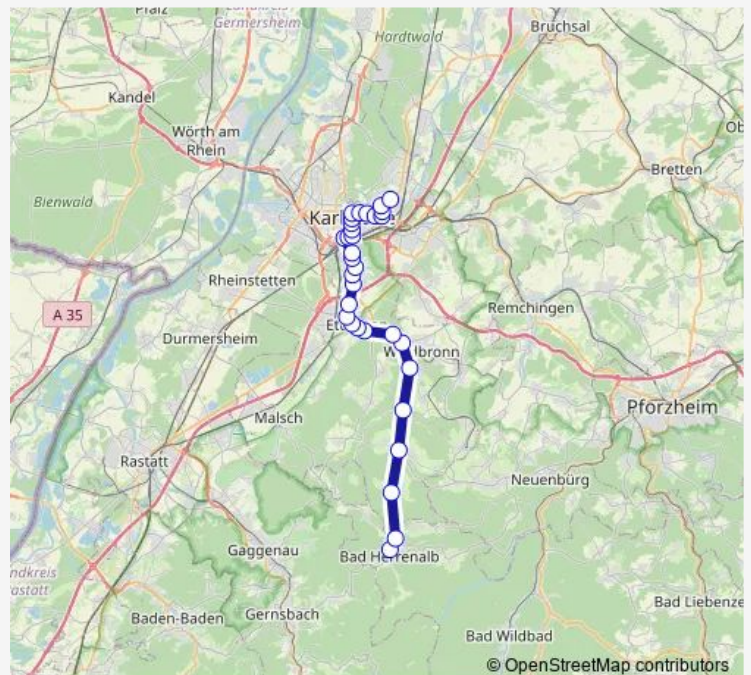 Pfalz
Landkreis
Germersheim
Bruchsal
Hardtwald
Kandel
Wörth am
Rhein
Bretten
Bienwald
Rheinstetten
A 35
Remchingen
Durmersheim
Pforzheim
Malsch
Rastatt
Neuenbürg
Gaggenau
Bad Herrenalb
Baden-Baden
Gernsbach
Bad Liebenze
Bad Wildbad
© OpenStreetMap contributors